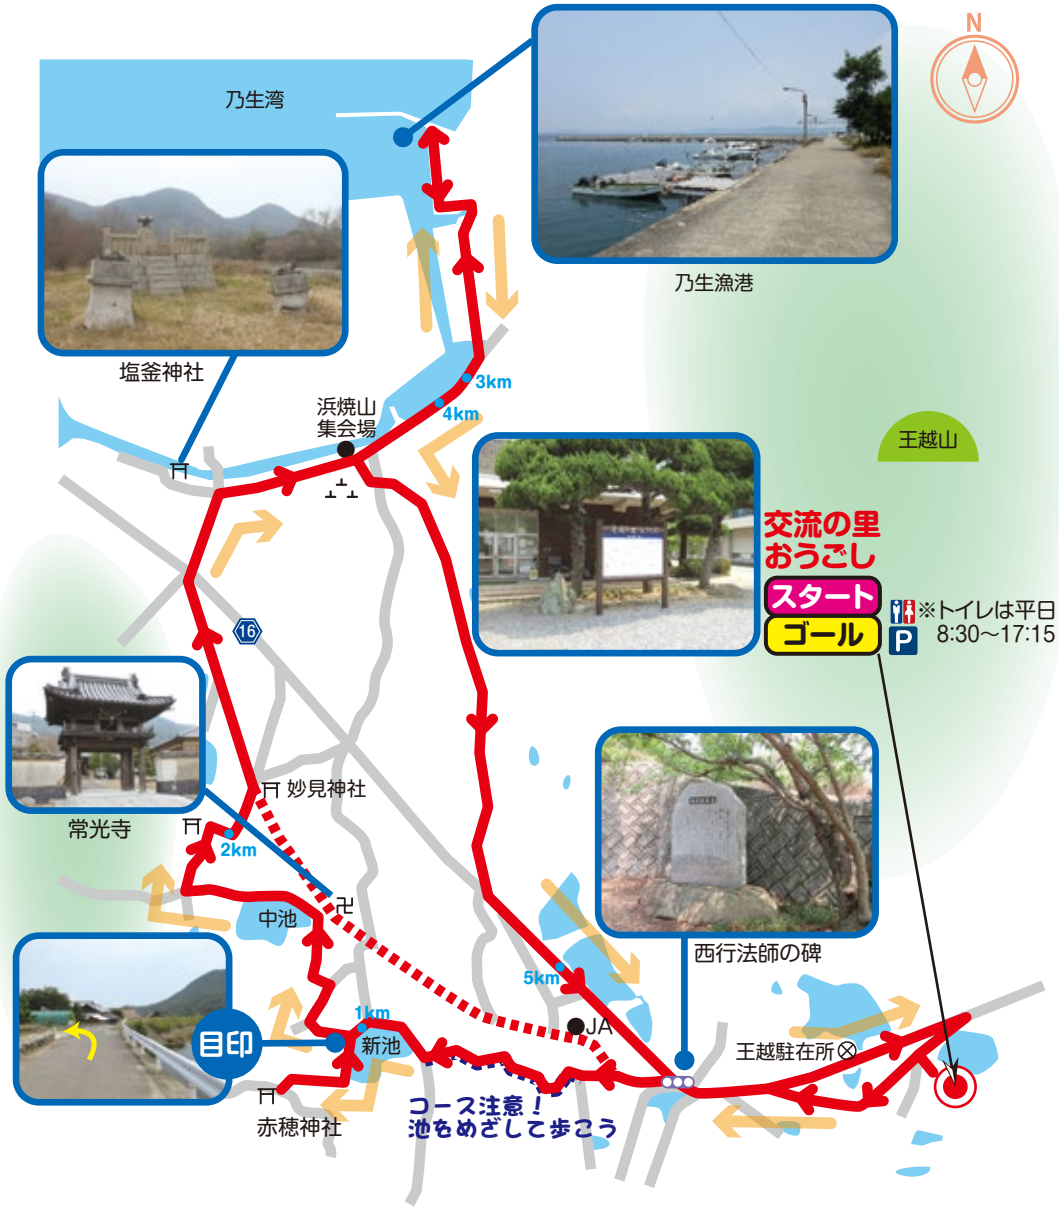 N
乃生湾
乃生漁港
塩釜神社
浜焼山
集会場
3km
4km
王越山
交流の里
おうごし
スタート
ゴール
※トイレは平日
P
8:30～17:15
16
妙見神社
常光寺
2km
卍
中池
西行法師の碑
5km
JA
1km
目印
新池
王越駐在所
赤穂神社
コース注意！
池をめざして歩こう